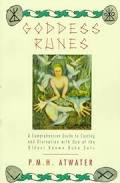 GODDESS
RUNES
A Comprehensive Guide to Casting
and Divination with One of the
Oldest Known Rune Sets
P.M.H. ATWATER